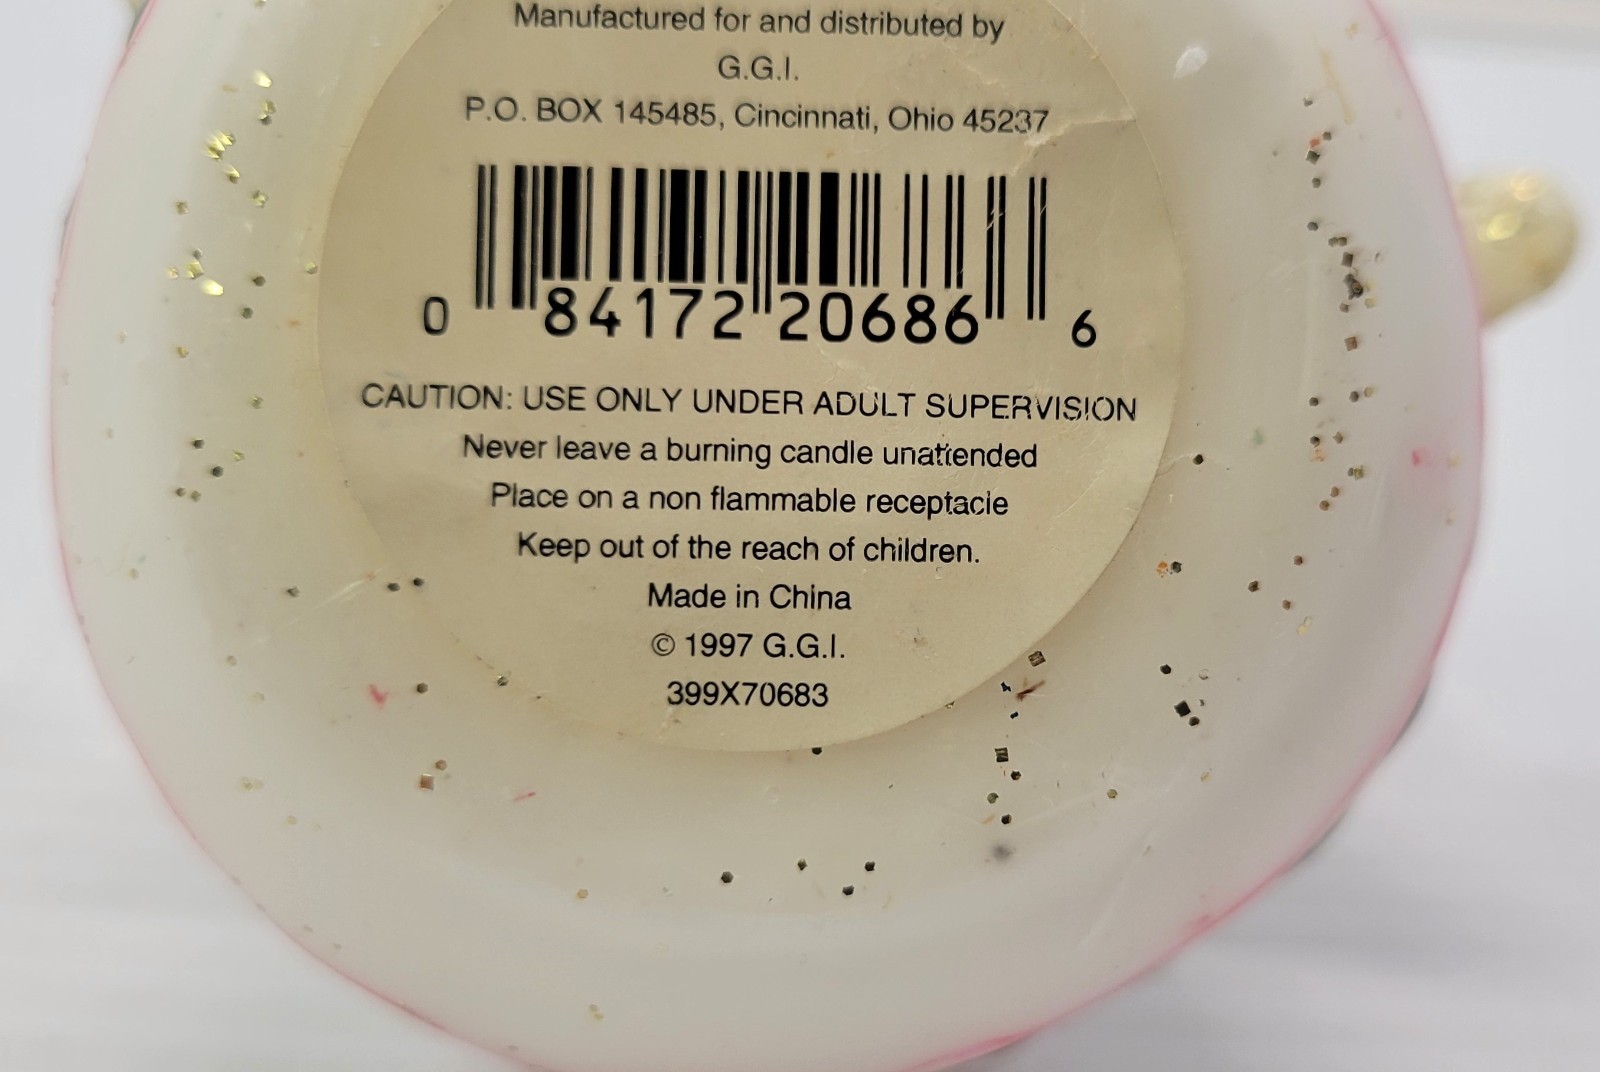 Manufactured for and distributed by
G.G.I.
P.O. BOX 145485, Cincinnati, Ohio 45237
0 84172 20686 6
CAUTION: USE ONLY UNDER ADULT SUPERVISION
Never leave a burning candle unattended
Place on a non flammable receptacle
Keep out of the reach of children.
Made in China
© 1997 G.G.I.
399X70683